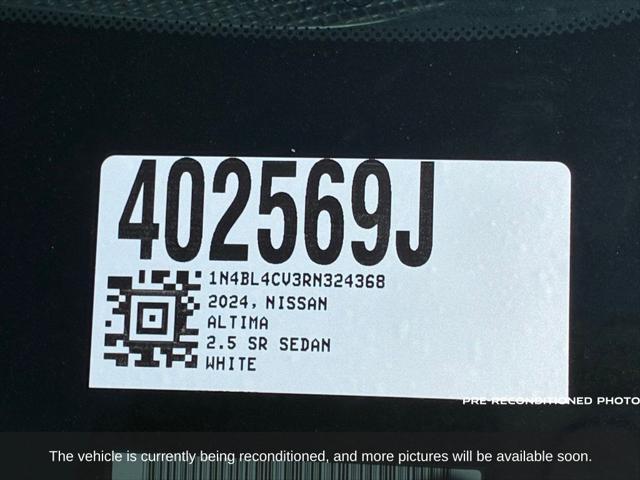 402569J
1N4BL4CV3RN324368
2024, NISSAN
ALTIMA
2.5 SR SEDAN
WHITE
PRE-RECONDITIONED PHOTO
The vehicle is currently being reconditioned, and more pictures will be available soon.